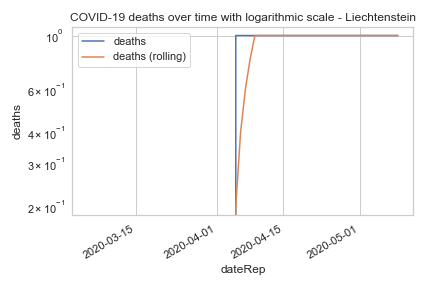 COVID-19 deaths over time with logarithmic scale - Liechtenstein
deaths
deaths (rolling)
10⁰
6 × 10⁻¹
4 × 10⁻¹
3 × 10⁻¹
2 × 10⁻¹
deaths
2020-03-15
2020-04-01
2020-04-15
2020-05-01
dateRep